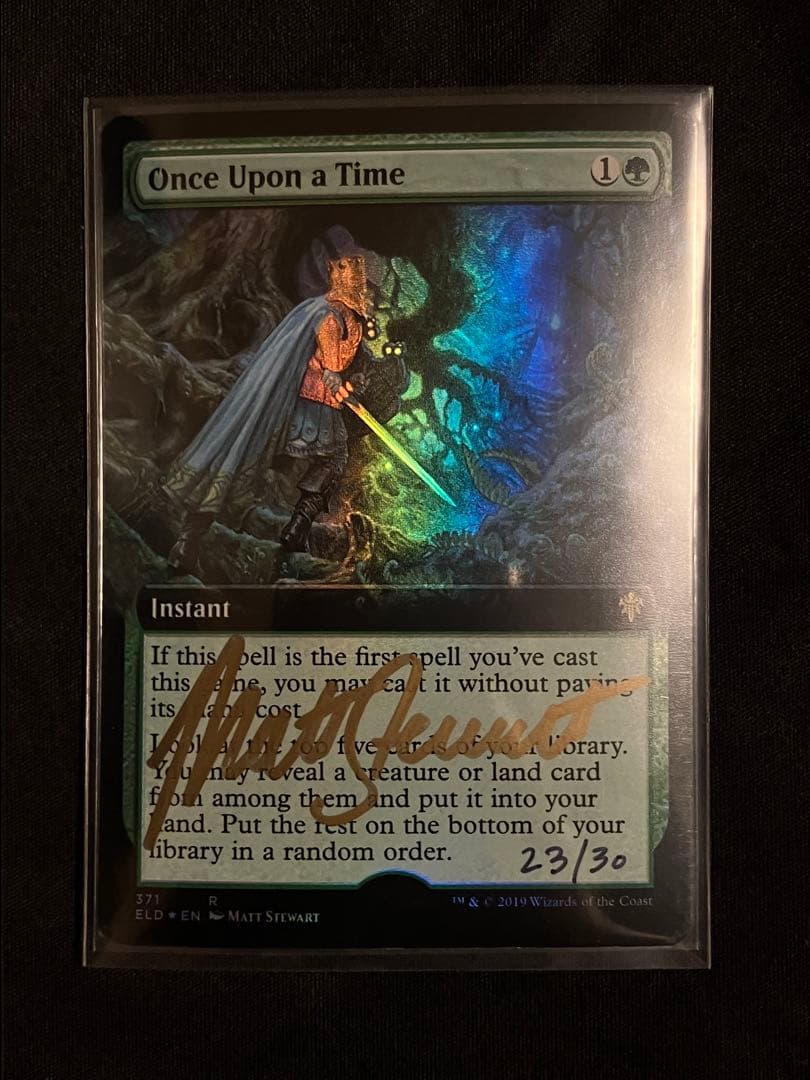 Once Upon a Time 1
Instant
If this spell is the first spell you've cast
this game, you may cast it without paying
its mana cost.
Look at the top five cards of your library.
You may reveal a creature or land card
from among them and put it into your
hand. Put the rest on the bottom of your
library in a random order.
Matt Stewart
23/30
371 R
ELD ★ EN Matt Stewart
™ & © 2019 Wizards of the Coast